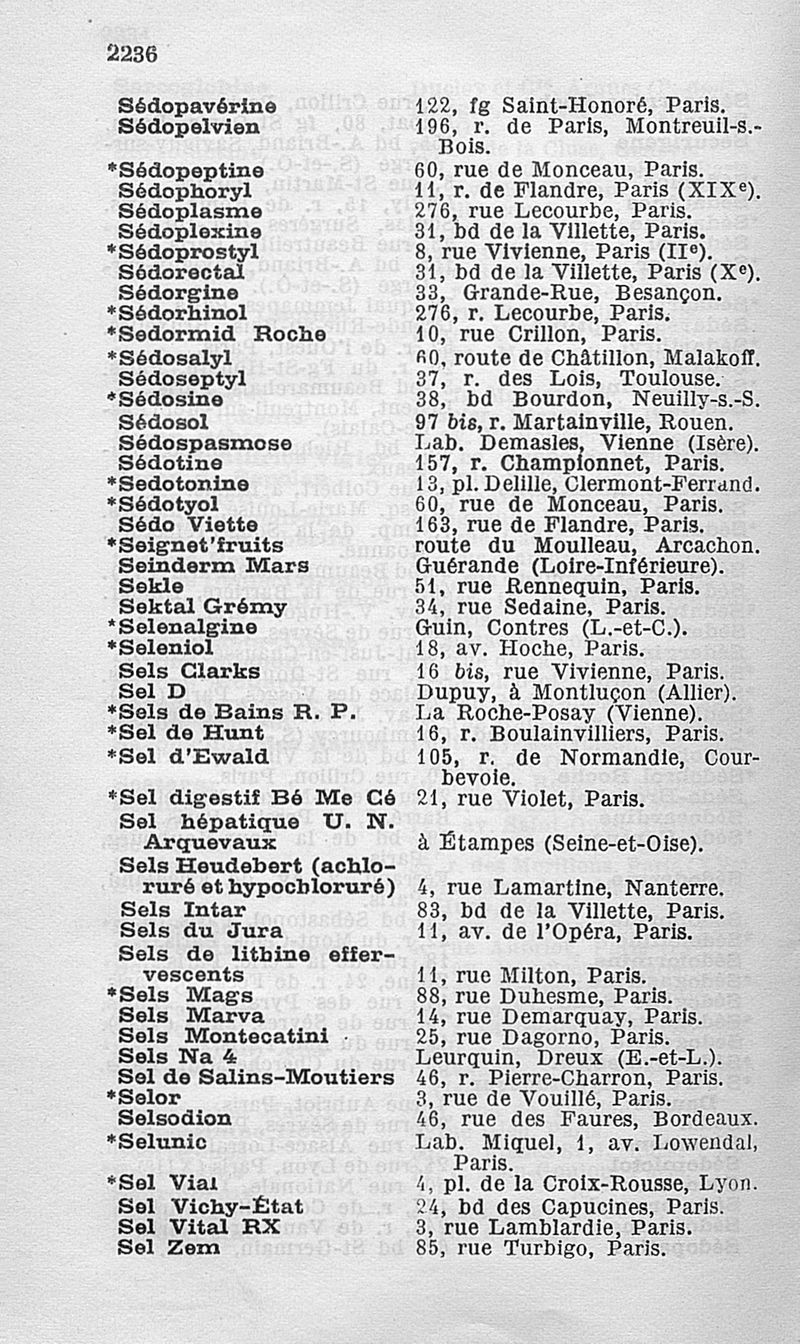 2236
Sédopavérine 122, fg Saint-Honoré, Paris.
Sédopelvien 196, r. de Paris, Montreuil-s.-
Bois.
*Sédopeptine 60, rue de Monceau, Paris.
Sédophoryl 11, r. de Flandre, Paris (XIXe).
Sédoplasme 276, rue Lecourbe, Paris.
Sédoplexine 31, bd de la Villette, Paris.
*Sédoprostyl 8, rue Vivienne, Paris (IIe).
Sédorectal 31, bd de la Villette, Paris (Xe).
Sédorgine 33, Grande-Rue, Besançon.
*Sédorhinol 276, r. Lecourbe, Paris.
*Sedormid Roche 10, rue Crillon, Paris.
*Sédosalyl 60, route de Châtillon, Malakoff.
Sédoseptyl 37, r. des Lois, Toulouse.
*Sédosine 38, bd Bourdon, Neuilly-s.-S.
Sédosol 97 bis, r. Martainville, Rouen.
Sédospasmose Lab. Demasles, Vienne (Isère).
Sédotine 157, r. Championnet, Paris.
*Sedotonine 13, pl. Delille, Clermont-Ferrand.
*Sédotyol 60, rue de Monceau, Paris.
Sédo Viette 163, rue de Flandre, Paris.
*Seignet'fruits route du Moulleau, Arcachon.
Seinderm Mars Guérande (Loire-Inférieure).
Sekle 51, rue Rennequin, Paris.
Sektal Grémy 34, rue Sedaine, Paris.
*Selenalgine Guin, Contres (L.-et-C.).
*Seleniol 18, av. Hoche, Paris.
Sels Clarks 16 bis, rue Vivienne, Paris.
Sel D Dupuy, à Montluçon (Allier).
*Sels de Bains R. P. La Roche-Posay (Vienne).
*Sel de Hunt 16, r. Boulainvilliers, Paris.
*Sel d'Ewald 105, r. de Normandie, Cour-
bevoie.
*Sel digestif Bé Me Cé 21, rue Violet, Paris.
Sel hépatique U. N.
Arquevaux à Étampes (Seine-et-Oise).
Sels Heudebert (achlo-
ruré et hypochloruré) 4, rue Lamartine, Nanterre.
Sels Intar 83, bd de la Villette, Paris.
Sels du Jura 11, av. de l'Opéra, Paris.
Sels de lithine effer-
vescents 11, rue Milton, Paris.
*Sels Mags 88, rue Duhesme, Paris.
Sels Marva 14, rue Demarquay, Paris.
Sels Montecatini 25, rue Dagorno, Paris.
Sels Na 4 Leurquin, Dreux (E.-et-L.).
Sel de Salins-Moutiers 46, r. Pierre-Charron, Paris.
*Selor 3, rue de Vouillé, Paris.
Selsodion 46, rue des Faures, Bordeaux.
*Selunic Lab. Miquel, 1, av. Lowendal,
Paris.
*Sel Vial 4, pl. de la Croix-Rousse, Lyon.
Sel Vichy-État 24, bd des Capucines, Paris.
Sel Vital RX 3, rue Lamblardie, Paris.
Sel Zem 85, rue Turbigo, Paris.